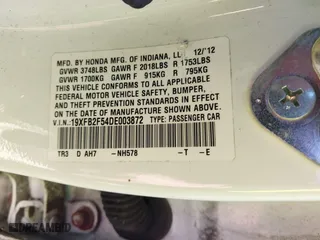 MFD. BY HONDA MFG. OF INDIANA, LL 12/'12
GVWR 3748LBS GAWR F 2018LBS R 1753LBS
GVWR 1700KG GAWR F 915KG R 795KG
THIS VEHICLE CONFORMS TO ALL APPLICABLE
FEDERAL MOTOR VEHICLE SAFETY, BUMPER,
AND THEFT PREVENTION STANDARDS IN EFFECT
ON THE DATE OF MANUFACTURE SHOWN ABOVE.
V.I.N. 19XFB2F54DE003872 TYPE: PASSENGER CAR
TR3 D AH7 -NH578 -T -E
DREAMBID